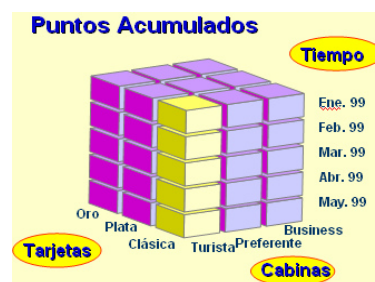 Puntos Acumulados
Tiempo
Ene. 99
Feb. 99
Mar. 99
Abr. 99
May. 99
Oro
Plata
Clásica
Turista
Preferente
Business
Tarjetas
Cabinas